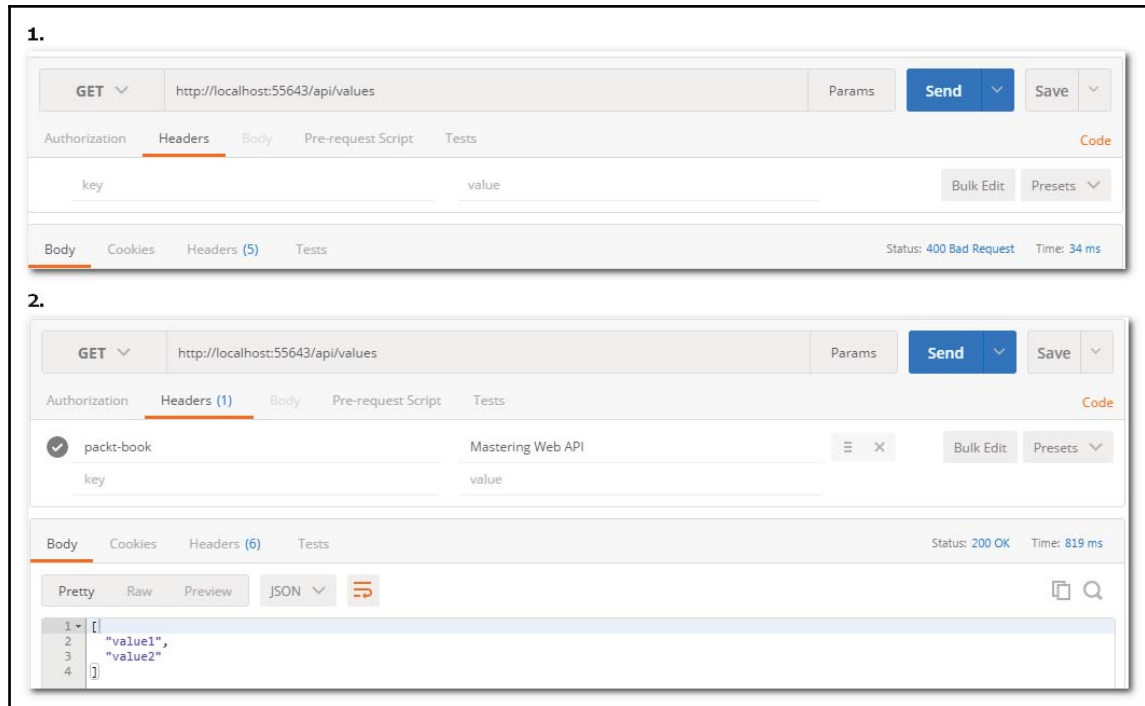 1.
GET http://localhost:55643/api/values Params Send Save
Authorization Headers Body Pre-request Script Tests Code
key value Bulk Edit Presets
Body Cookies Headers (5) Tests Status: 400 Bad Request Time: 34 ms
2.
GET http://localhost:55643/api/values Params Send Save
Authorization Headers (1) Body Pre-request Script Tests Code
packt-book Mastering Web API Bulk Edit Presets
key value
Body Cookies Headers (6) Tests Status: 200 OK Time: 819 ms
Pretty Raw Preview JSON
1 [
2 "value1",
3 "value2"
4 ]